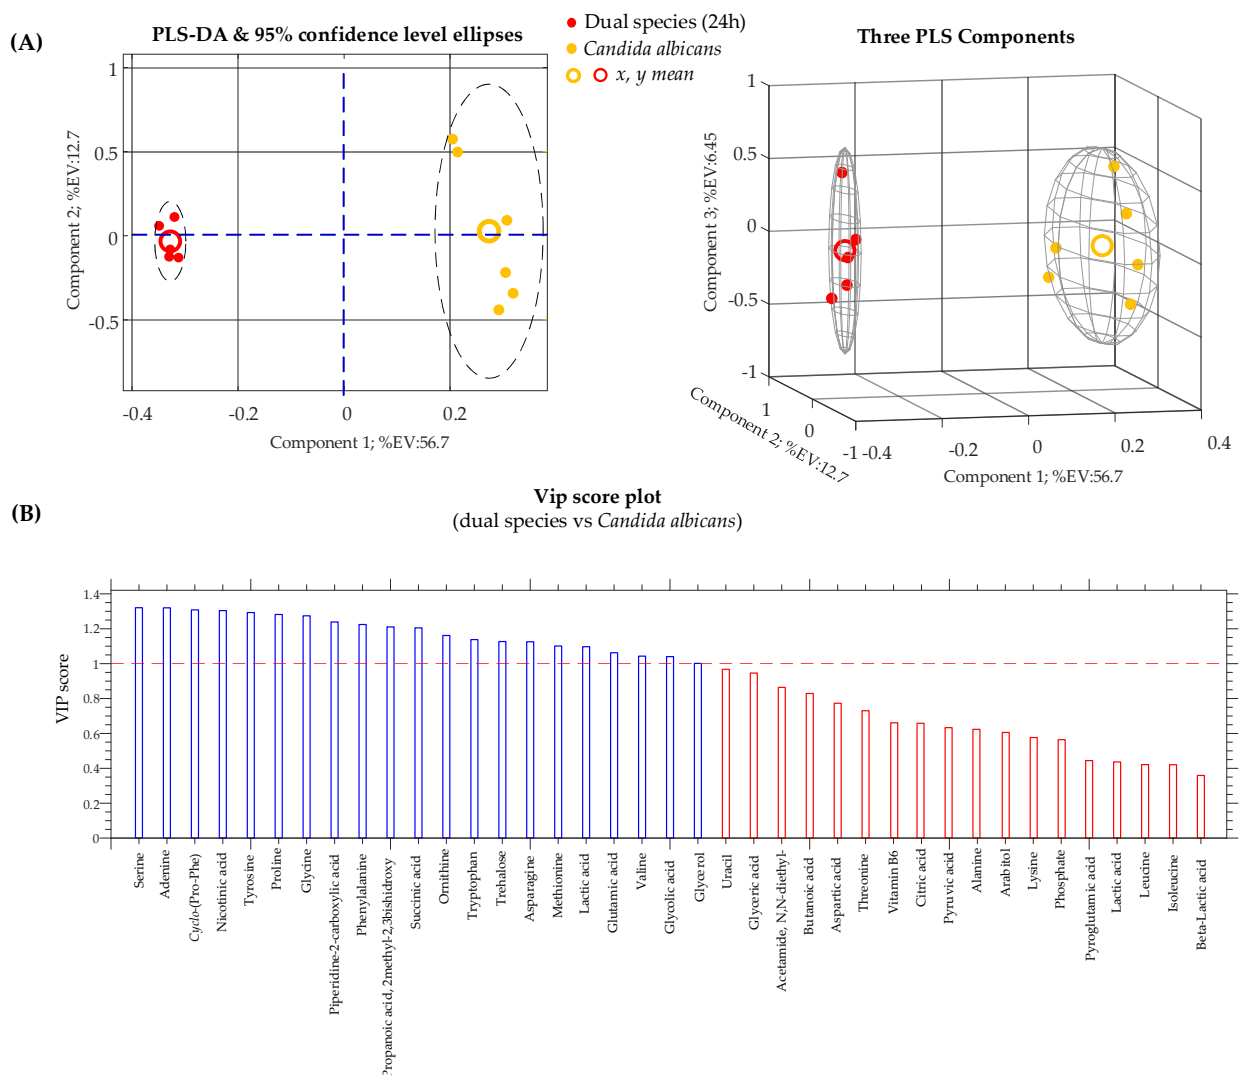 (A)
PLS-DA & 95% confidence level ellipses
Dual species (24h)
Candida albicans
x, y mean
Three PLS Components
1
0.5
0
-0.5
-0.4
-0.2
0
0.2
Component 2; %EV:12.7
Component 1; %EV:56.7
1
0.5
0
-0.5
-1
Component 3; %EV:6.45
1
0
-1
Component 2; %EV:12.7
-0.4
-0.2
0
0.2
0.4
Component 1; %EV:56.7
(B)
Vip score plot
(dual species vs Candida albicans)
VIP score
1.4
1.2
1
0.8
0.6
0.4
0.2
0
Serine
Adenine
Cyclo-(Pro-Phe)
Nicotinic acid
Tyrosine
Proline
Glycine
Piperidine-2-carboxylic acid
Phenylalanine
Propanoic acid, 2methyl-2,3bishidroxy
Succinic acid
Ornithine
Tryptophan
Trehalose
Asparagine
Methionine
Lactic acid
Glutamic acid
Valine
Glycolic acid
Glycerol
Uracil
Glyceric acid
Acetamide, N,N-diethyl-
Butanoic acid
Aspartic acid
Threonine
Vitamin B6
Citric acid
Pyruvic acid
Alanine
Arabitol
Lysine
Phosphate
Pyroglutamic acid
Lactic acid
Leucine
Isoleucine
Beta-Lactic acid